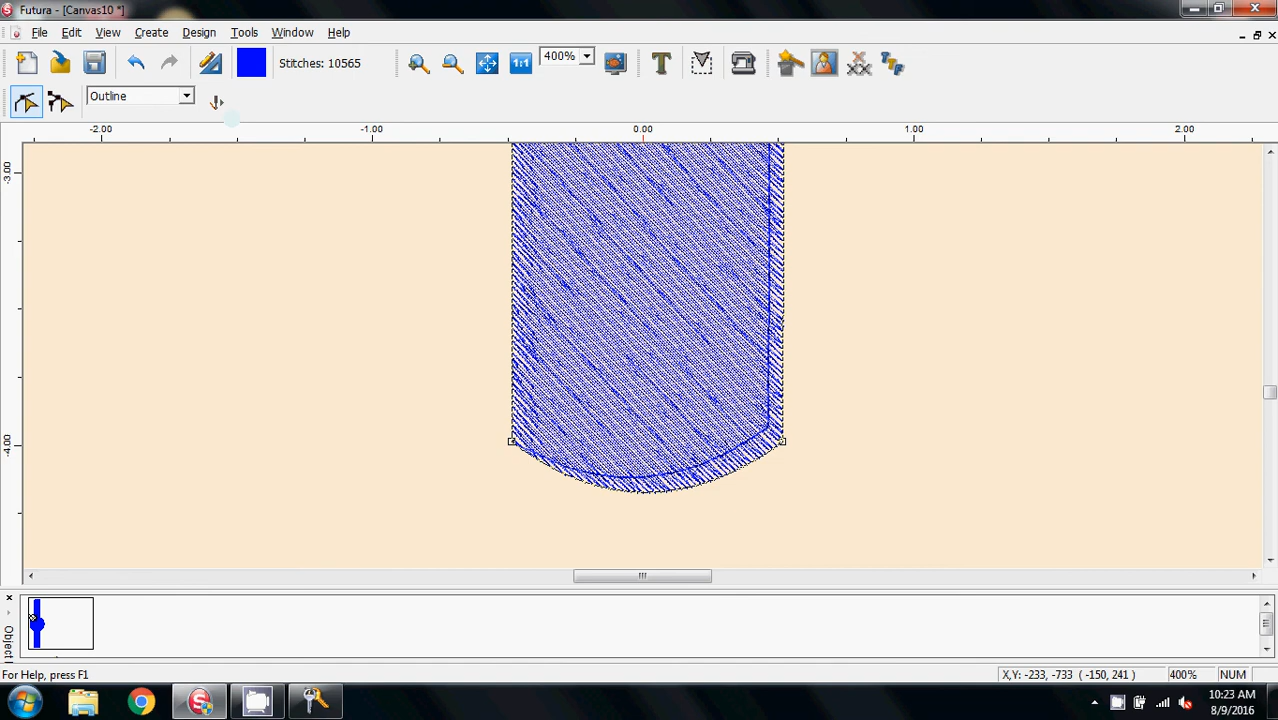 Futura - [Canvas10 *]
File Edit View Create Design Tools Window Help
Stitches: 10565
1:1
400%
T
Outline
-2.00 -1.00 0.00 1.00 2.00
-3.00
-4.00
Object
For Help, press F1
X,Y: -233, -733 ( -150, 241 )
400%
NUM
10:23 AM
8/9/2016